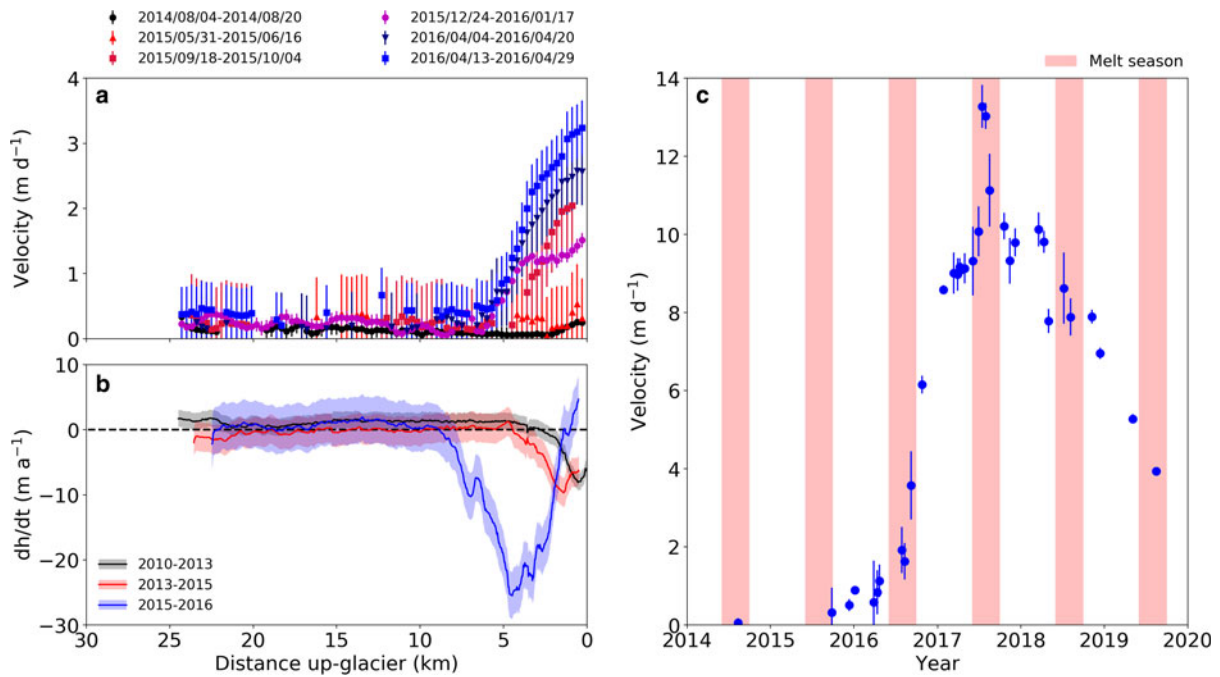 2014/08/04-2014/08/20
2015/05/31-2015/06/16
2015/09/18-2015/10/04
2015/12/24-2016/01/17
2016/04/04-2016/04/20
2016/04/13-2016/04/29
a
4
3
2
1
0
Velocity (m d⁻¹)
b
10
0
−10
−20
−30
dh/dt (m a⁻¹)
2010-2013
2013-2015
2015-2016
30 25 20 15 10 5 0
Distance up-glacier (km)
Melt season
c
14
12
10
8
6
4
2
0
Velocity (m d⁻¹)
2014 2015 2016 2017 2018 2019 2020
Year